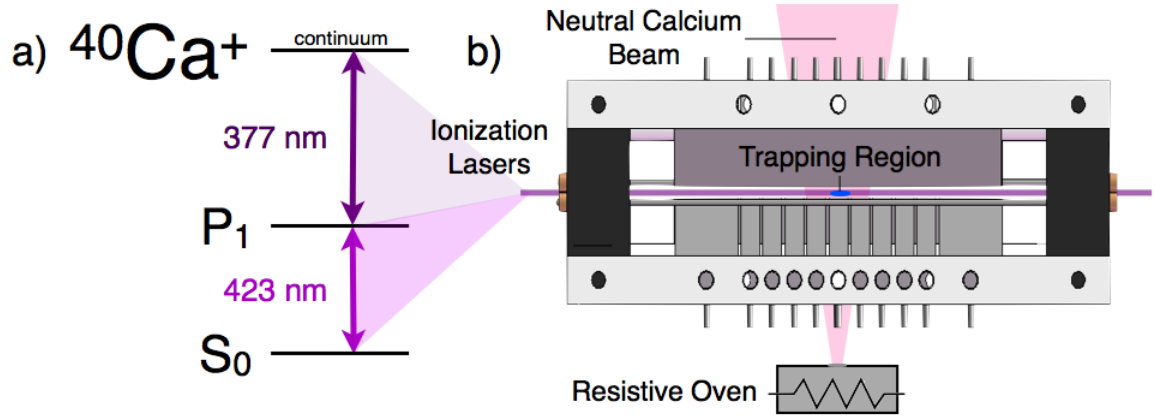 a)
⁴⁰Ca⁺
continuum
377 nm
P₁
423 nm
S₀
Ionization
Lasers
b)
Neutral Calcium
Beam
Trapping Region
Resistive Oven